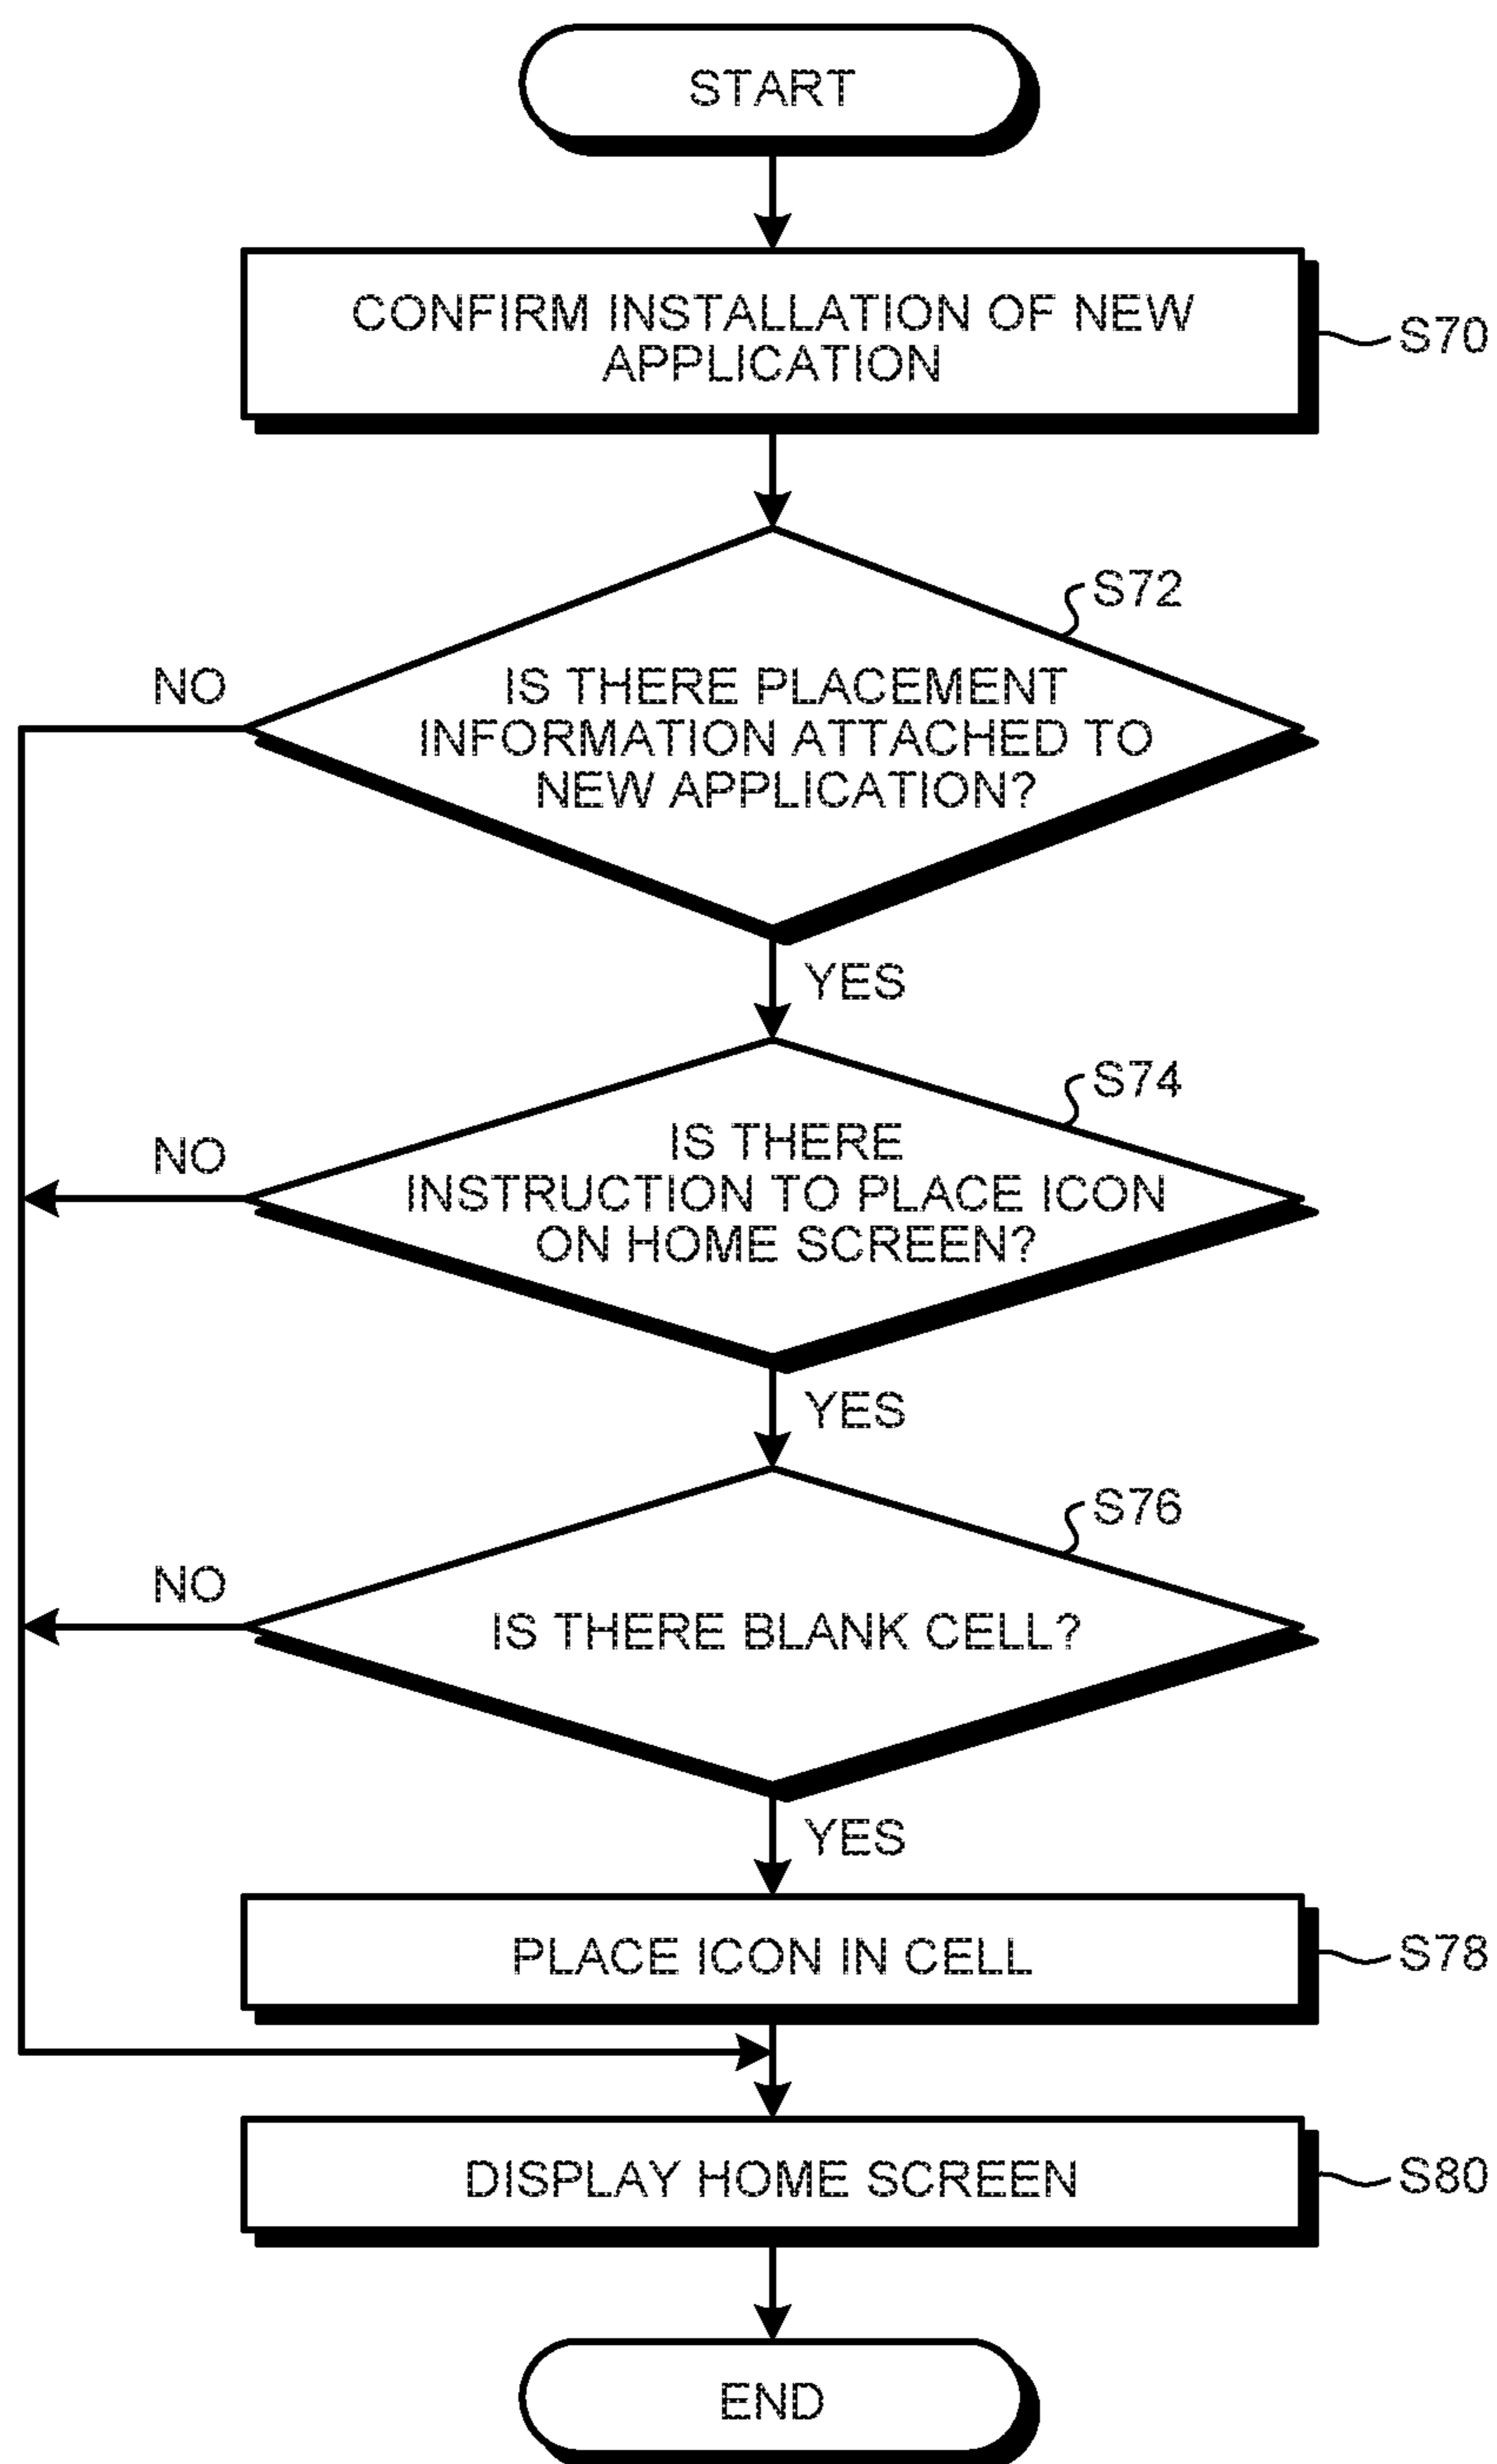 START
CONFIRM INSTALLATION OF NEW
APPLICATION
S70
S72
NO
IS THERE PLACEMENT
INFORMATION ATTACHED TO
NEW APPLICATION?
YES
S74
NO
IS THERE
INSTRUCTION TO PLACE ICON
ON HOME SCREEN?
YES
S76
NO
IS THERE BLANK CELL?
YES
PLACE ICON IN CELL
S78
DISPLAY HOME SCREEN
S80
END